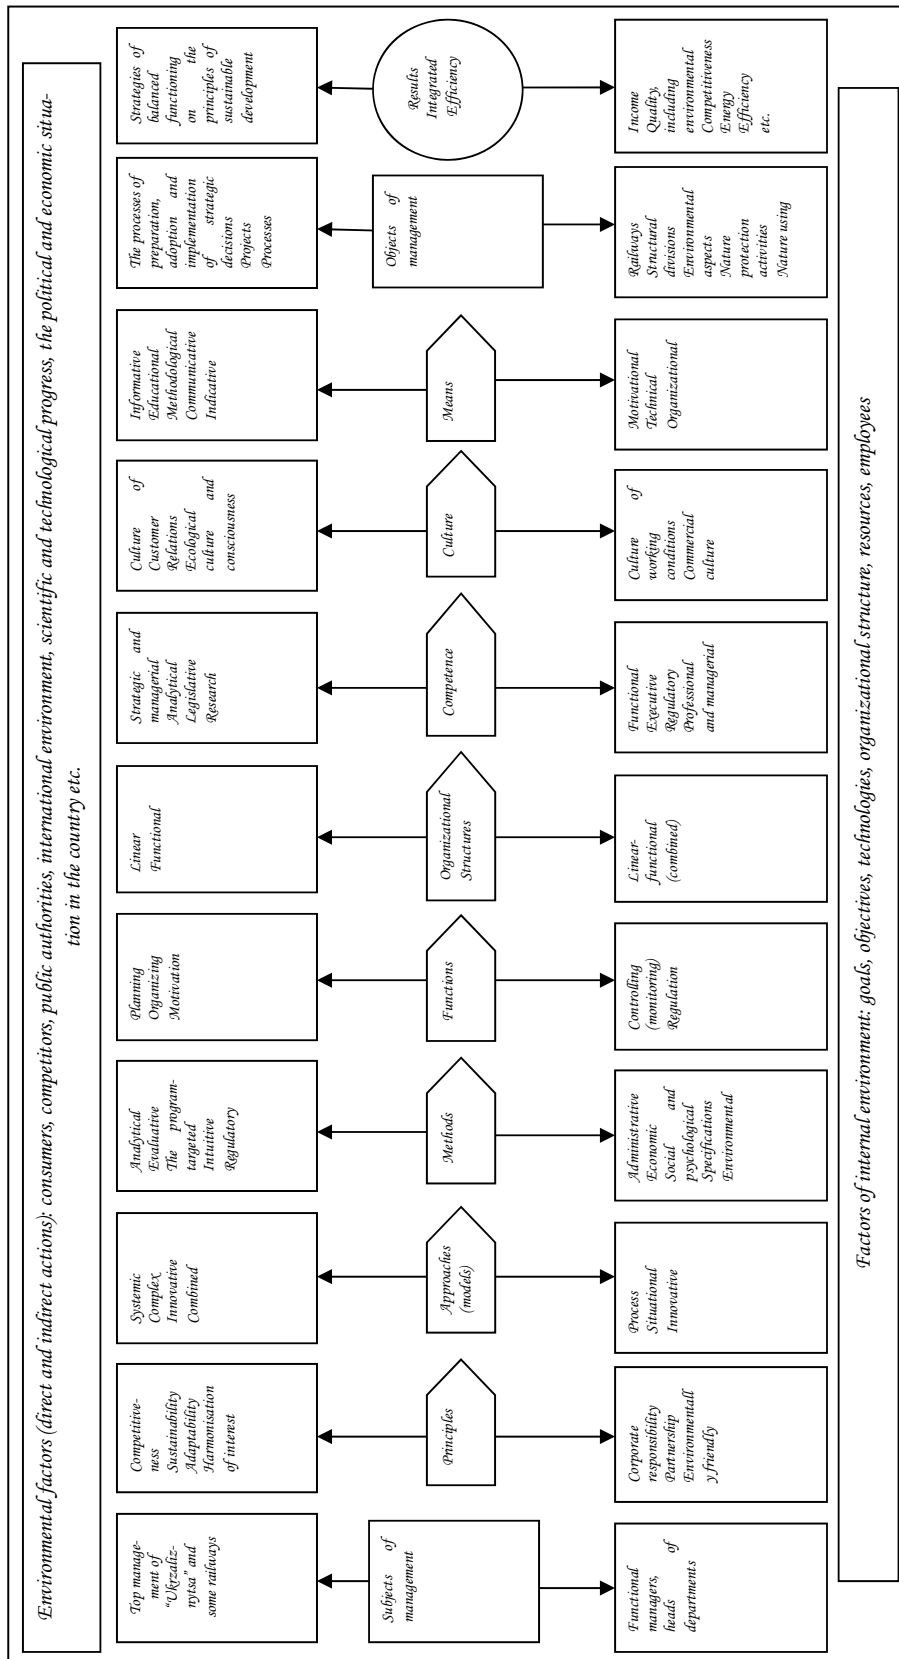 Environmental factors (direct and indirect actions): consumers, competitors, public authorities, international environment, scientific and technological progress, the political and economic situa-
tion in the country etc.
Top manage-
ment of
"Ukrzaliz-
nytsa" and
some railways
Competitive-
ness
Sustainability
Adaptability
Harmonisation
of interest
Systemic
Complex
Innovative
Combined
Analytical
Evaluative
The program-
targeted
Intuitive
Regulatory
Planning
Organizing
Motivation
Linear
Functional
Strategic and
managerial
Analytical
Legislative
Research
Culture of
Customer
Relations
Ecological
culture and
consciousness
Informative
Educational
Methodological
Communicative
Indicative
The processes of
preparation,
adoption and
implementation
of strategic
decisions
Projects
Processes
Strategies of
balanced
functioning
on the
principles of
sustainable
development
Subjects of
management
Principles
Approaches
(models)
Methods
Functions
Organizational
Structures
Competence
Culture
Means
Objects of
management
Results
Integrated
Efficiency
Functional
managers,
heads of
departments
Corporate
responsibility
Partnership
Environmentall
y friendly
Process
Situational
Innovative
Administrative
Economic
Social and
psychological
Specifications
Environmental
Controlling
(monitoring)
Regulation
Linear-
functional
(combined)
Functional
Executive
Regulatory
Professional
and managerial
Culture of
working
conditions
Commercial
culture
Motivational
Technical
Organizational
Railways
Structural
divisions
Environmental
aspects
Nature
protection
activities
Nature using
Income
Quality,
including
environmental
Competitiveness
Energy
Efficiency
etc.
Factors of internal environment: goals, objectives, technologies, organizational structure, resources, employees